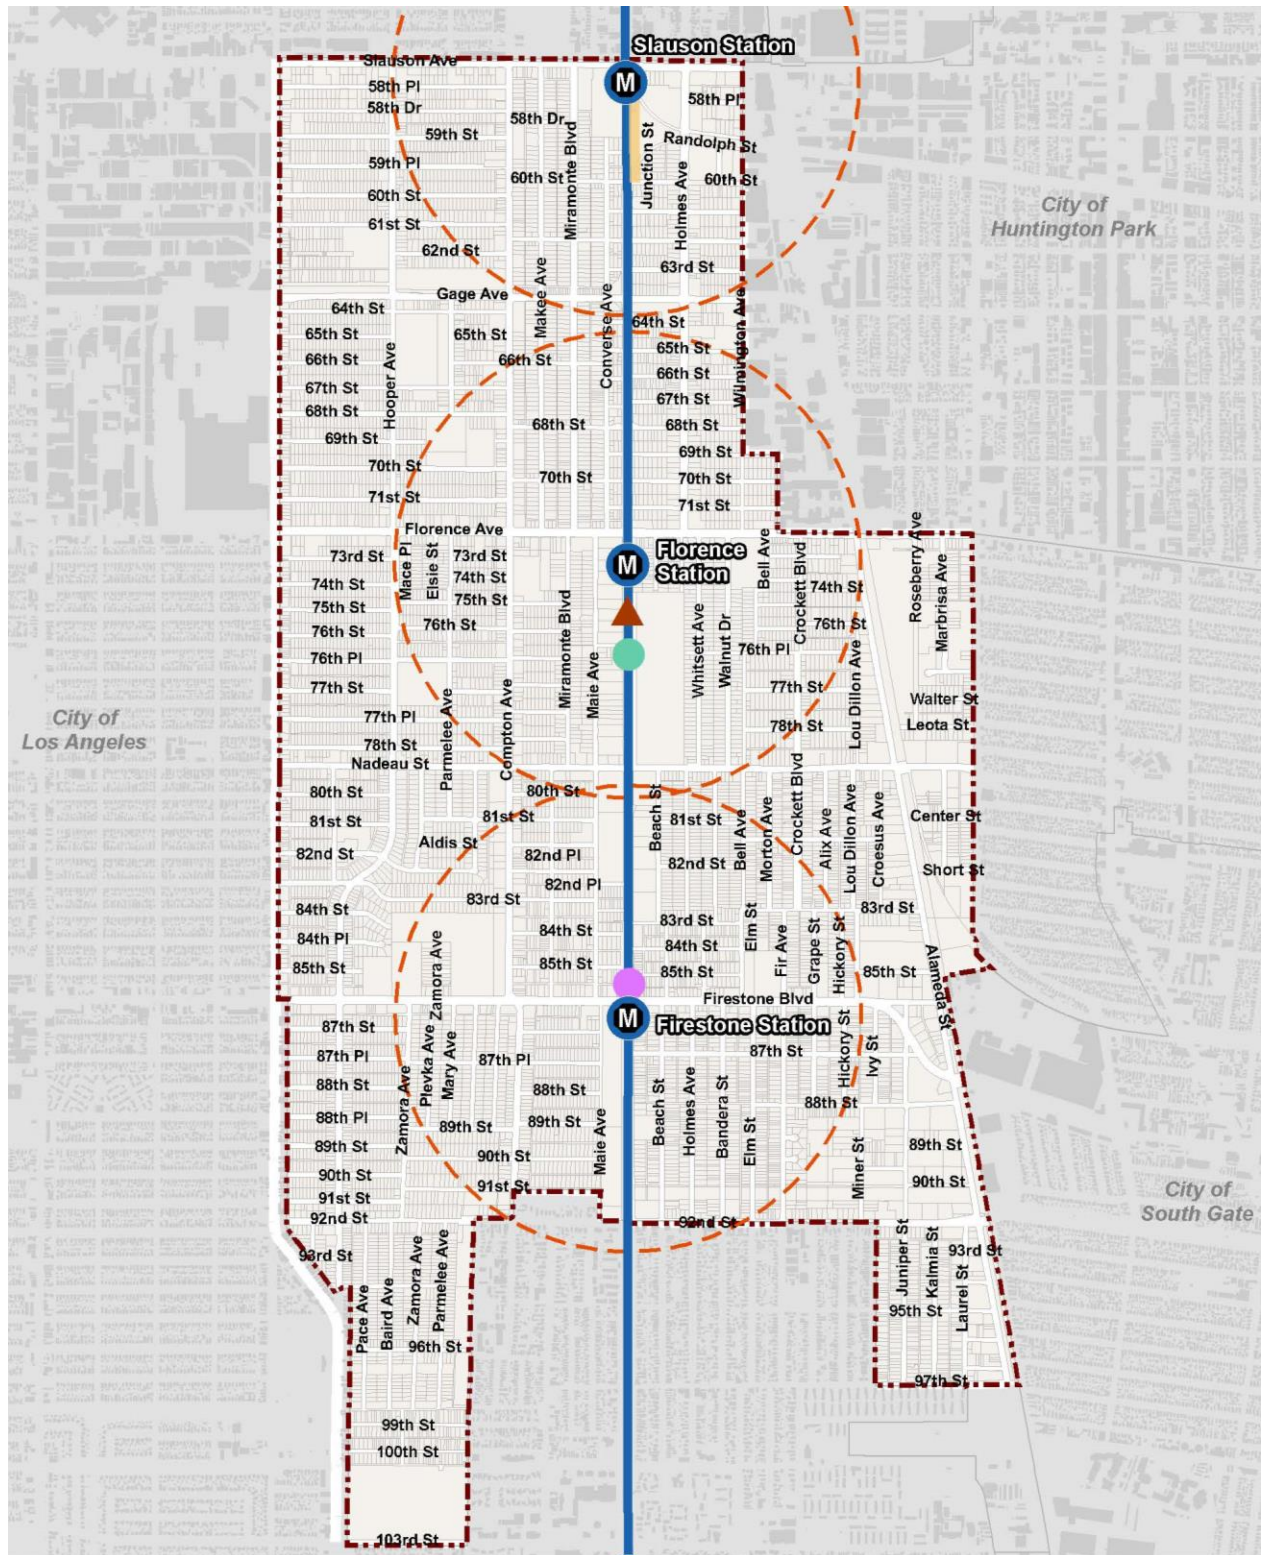 Slauson Station
Slauson Ave
M
58th Pl
58th Pl
58th Dr
58th Dr
59th St
Miramonte Blvd
Junction St
Randolph St
59th Pl
60th St
60th St
60th St
Holmes Ave
61st St
City of
Huntington Park
62nd St
63rd St
Makee Ave
Gage Ave
Converse Ave
64th St
64th St
Wilmington Ave
65th St
65th St
65th St
66th St
66th St
66th St
Hooper Ave
67th St
67th St
68th St
68th St
68th St
69th St
69th St
70th St
70th St
70th St
71st St
71st St
Florence Ave
Florence
Station
M
73rd St
Mace Pl
Elsie St
73rd St
Bell Ave
Crockett Blvd
Roseberry Ave
Marbrisa Ave
74th St
74th St
74th St
75th St
75th St
76th St
76th St
76th St
Miramonte Blvd
Maie Ave
Whitsett Ave
Walnut Dr
76th Pl
76th Pl
77th St
77th St
Lou Dillon Ave
Walter St
Leota St
City of
Los Angeles
77th Pl
Parmelee Ave
Compton Ave
78th St
78th St
Nadeau St
80th St
80th St
81st St
81st St
Beach St
81st St
Bell Ave
Morton Ave
Crockett Blvd
Alix Ave
Lou Dillon Ave
Croesus Ave
Center St
Aldis St
82nd St
82nd Pl
82nd St
Short St
82nd Pl
83rd St
83rd St
83rd St
84th St
84th St
84th St
Elm St
Fir Ave
Grape St
Hickory St
84th Pl
Zamora Ave
85th St
85th St
85th St
85th St
Alameda St
Firestone Blvd
M
Firestone Station
87th St
87th St
Plevka Ave
Mary Ave
87th Pl
87th Pl
Hickory St
Ivy St
88th St
88th St
88th St
Zamora Ave
88th Pl
89th St
89th St
Maie Ave
Beach St
Holmes Ave
Bandera St
Elm St
89th St
89th St
90th St
90th St
90th St
Miner St
91st St
91st St
92nd St
92nd St
City of
South Gate
93rd St
Zamora Ave
Parmelee Ave
Juniper St
Kalmia St
93rd St
Pace Ave
Baird Ave
Laurel St
95th St
96th St
97th St
99th St
100th St
103rd St